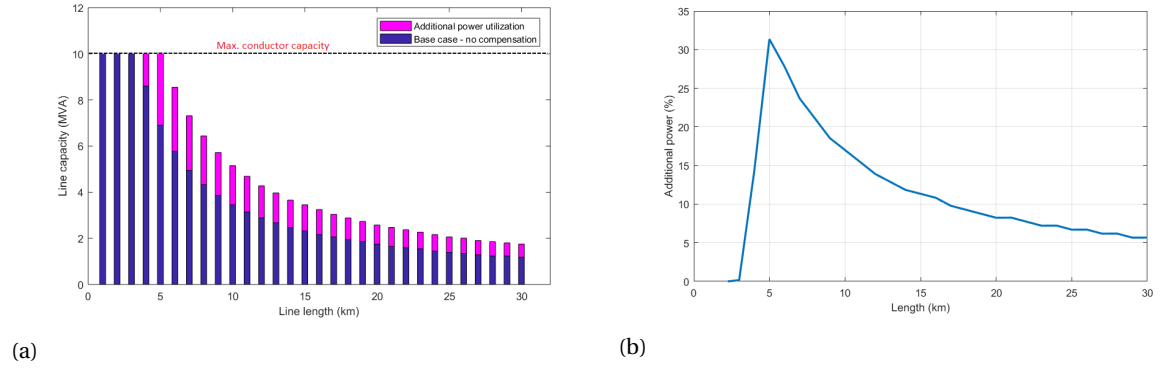 12
10
8
6
4
2
0
Line capacity (MVA)
Additional power utilization
Base case - no compensation
Max. conductor capacity
0 5 10 15 20 25 30
Line length (km)
(a)
35
30
25
20
15
10
5
0
Additional power (%)
0 5 10 15 20 25 30
Length (km)
(b)